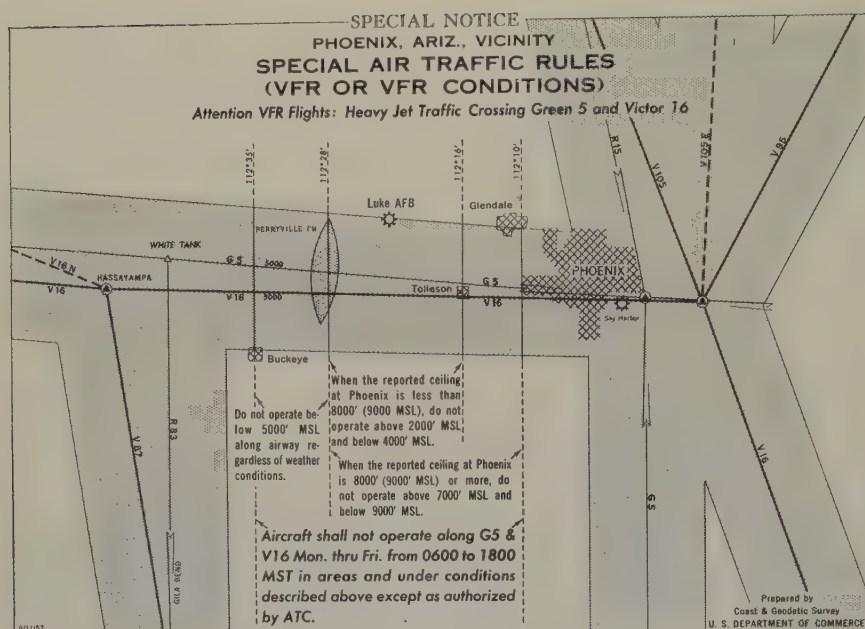 SPECIAL NOTICE
PHOENIX, ARIZ., VICINITY
SPECIAL AIR TRAFFIC RULES
(VFR OR VFR CONDITIONS)
Attention VFR Flights: Heavy Jet Traffic Crossing Green 5 and Victor 16
112°35'
112°28'
112°16'
112°10'
R15
V105
V105 E
V95
Luke AFB
Glendale
PERRYVILLE FM
WHITE TANK
G5
5000
G5
PHOENIX
V16N
HASSAYAMPA
V16
V16
5000
Tolleson
V16
Sky Harbor
Buckeye
Do not operate be-
low 5000' MSL
along airway re-
gardless of weather
conditions.
When the reported ceiling
at Phoenix is less than
8000' (9000 MSL), do not
operate above 2000' MSL
and below 4000' MSL.
When the reported ceiling at Phoenix
is 8000' (9000' MSL) or more, do
not operate above 7000' MSL and
below 9000' MSL.
V87
R83
GILA BEND
G5
V16
Aircraft shall not operate along G5 &
V16 Mon. thru Fri. from 0600 to 1800
MST in areas and under conditions
described above except as authorized
by ATC.
Prepared by
Coast & Geodetic Survey
U. S. DEPARTMENT OF COMMERCE